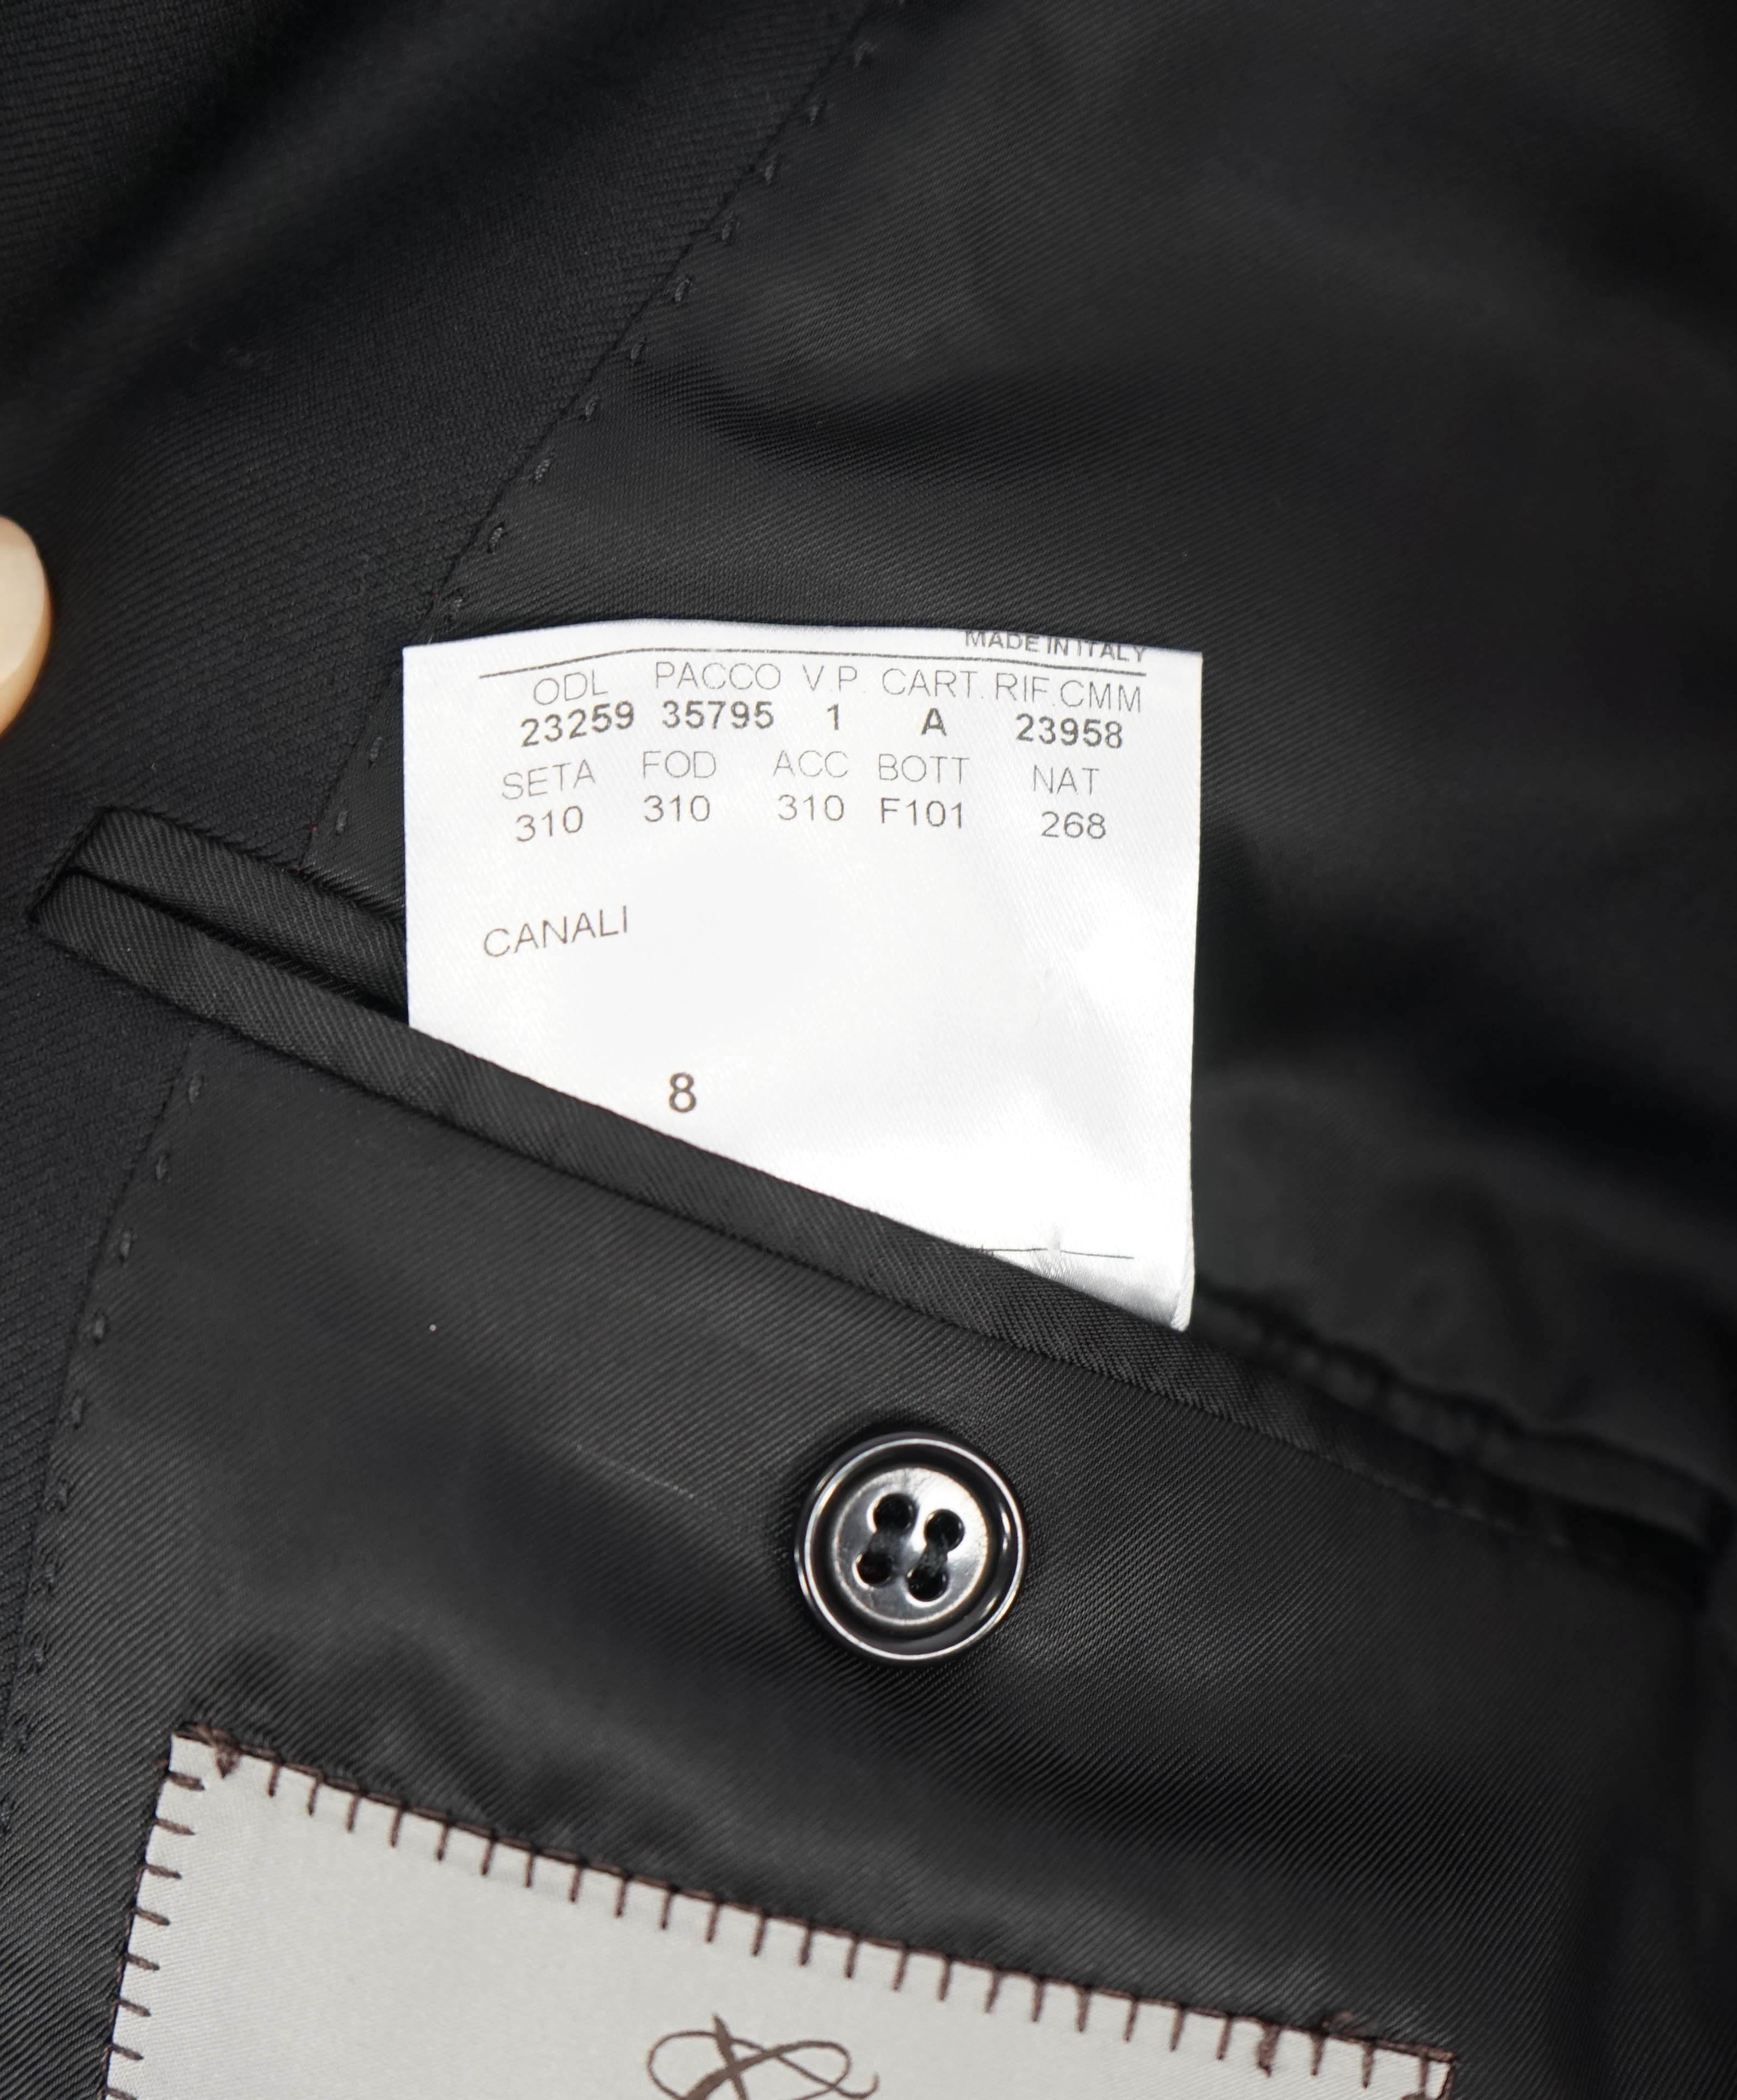 MADE IN ITALY
ODL PACCO V.P. CART. RIF.CMM
23259 35795 1 A 23958
SETA FOD ACC BOTT NAT
310 310 310 F101 268
CANALI
8